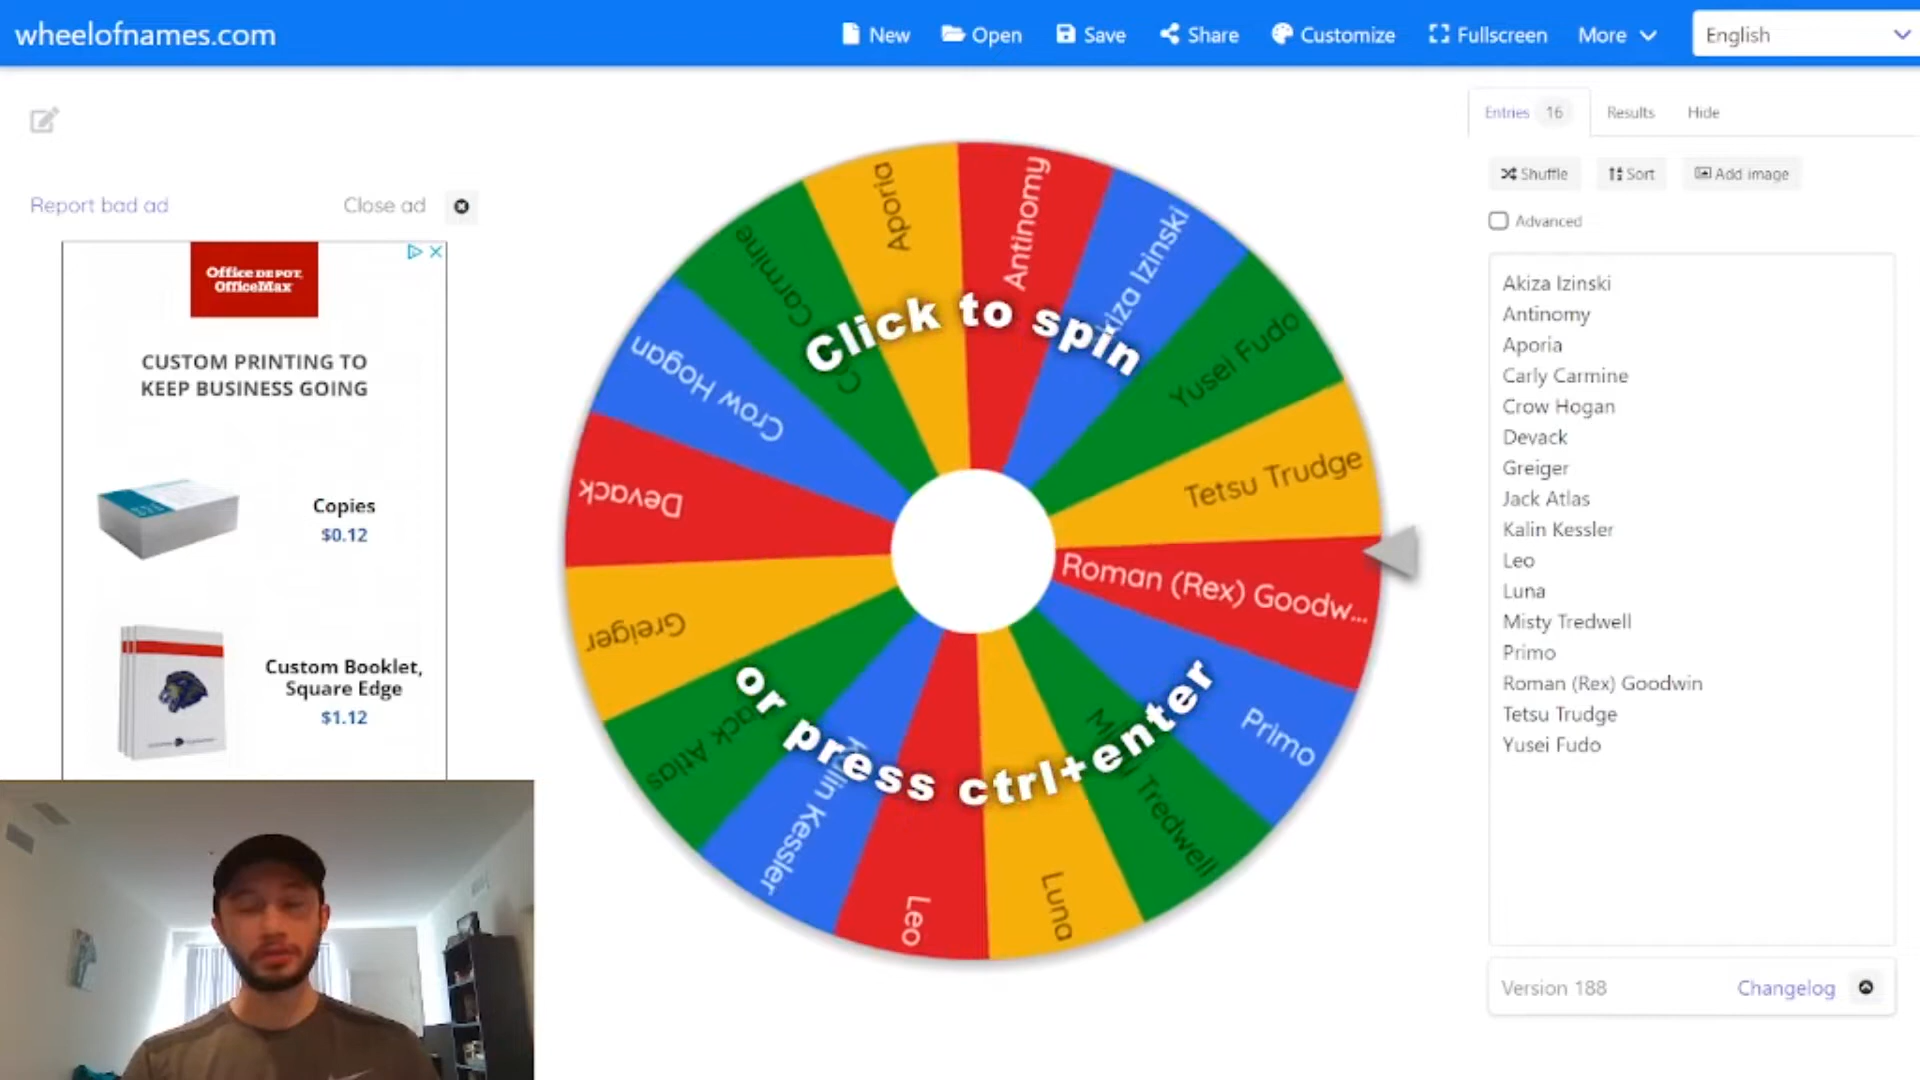 wheelofnames.com
New
Open
Save
Share
Customize
Fullscreen
More
English
Entries 16
Results
Hide
Shuffle
Sort
Add image
Advanced
Report bad ad
Close ad
Office DEPOT,
OfficeMax
CUSTOM PRINTING TO
KEEP BUSINESS GOING
Copies
$0.12
Custom Booklet,
Square Edge
$1.12
Aporia
Antinomy
Akiza Izinski
Yusei Fudo
Tetsu Trudge
Roman (Rex) Goodw...
Primo
Tredwell
Luna
Leo
Kessler
Jack Atlas
Greiger
Devack
Crow Hogan
Carmine
Click to spin
or press ctrl+enter
Akiza Izinski
Antinomy
Aporia
Carly Carmine
Crow Hogan
Devack
Greiger
Jack Atlas
Kalin Kessler
Leo
Luna
Misty Tredwell
Primo
Roman (Rex) Goodwin
Tetsu Trudge
Yusei Fudo
Version 188
Changelog